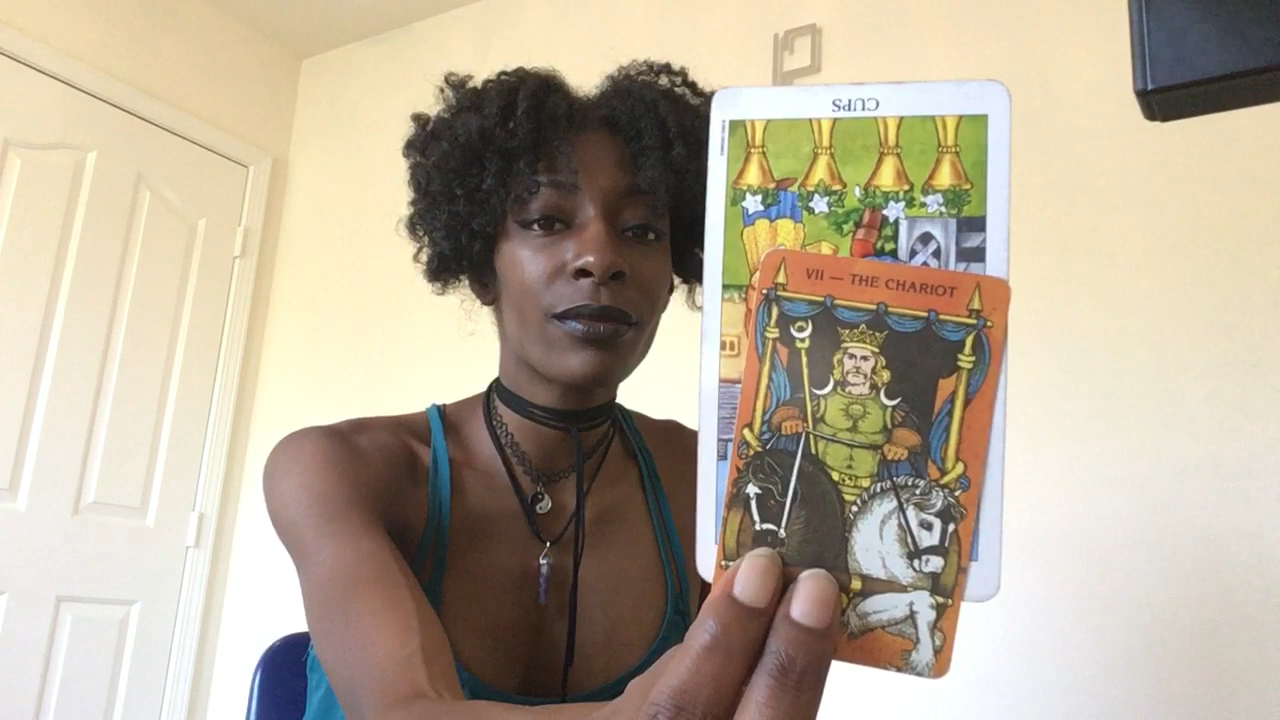 CUPS
VII — THE CHARIOT